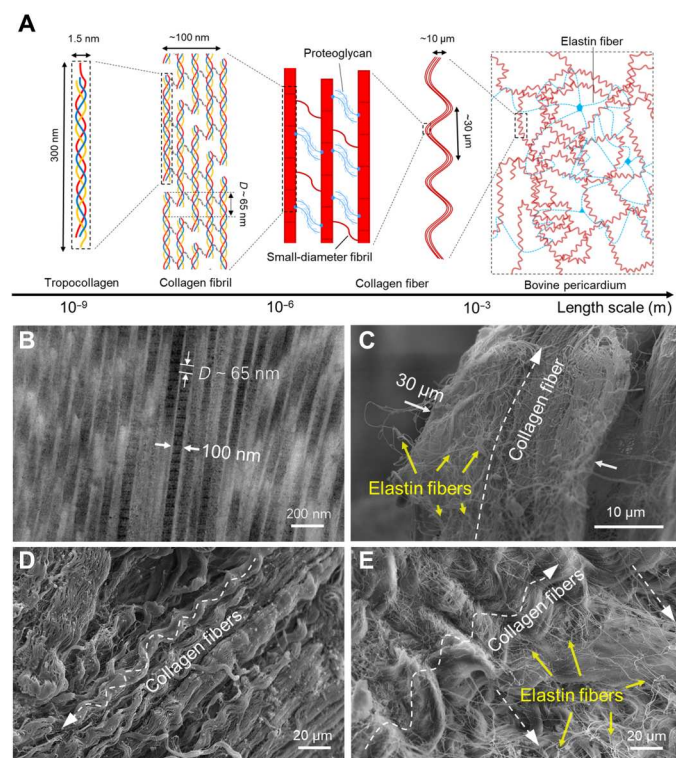 A
1.5 nm
300 nm
~100 nm
D ~ 65 nm
Proteoglycan
Small-diameter fibril
~10 µm
~30 µm
Elastin fiber
Tropocollagen
Collagen fibril
Collagen fiber
Bovine pericardium
10⁻⁹
10⁻⁶
10⁻³
Length scale (m)
B
D ~ 65 nm
100 nm
200 nm
C
30 µm
Collagen fiber
Elastin fibers
10 µm
D
Collagen fibers
20 µm
E
Collagen fibers
Elastin fibers
20 µm